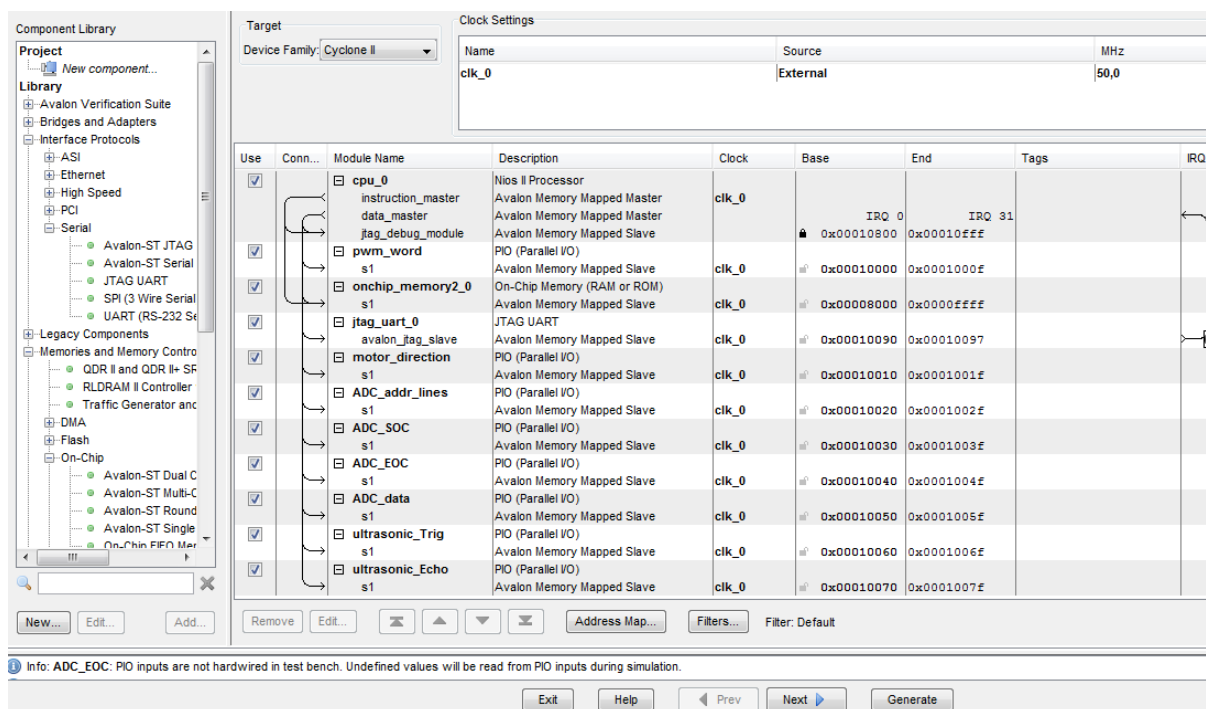 Component Library
Project
New component...
Library
Avalon Verification Suite
Bridges and Adapters
Interface Protocols
ASI
Ethernet
High Speed
PCI
Serial
Avalon-ST JTAG
Avalon-ST Serial
JTAG UART
SPI (3 Wire Serial
UART (RS-232 Se
Legacy Components
Memories and Memory Contro
QDR II and QDR II+ SR
RLDRAM II Controller
Traffic Generator and
DMA
Flash
On-Chip
Avalon-ST Dual C
Avalon-ST Multi-C
Avalon-ST Round
Avalon-ST Single
On-Chip FIFO Mer
New... Edit... Add...
Target
Device Family: Cyclone II
Clock Settings
Name Source MHz
clk_0 External 50,0
Use Conn... Module Name Description Clock Base End Tags IRQ
cpu_0 Nios II Processor
instruction_master Avalon Memory Mapped Master clk_0
data_master Avalon Memory Mapped Master IRQ 0 IRQ 31
jtag_debug_module Avalon Memory Mapped Slave 0x00010800 0x00010fff
pwm_word PIO (Parallel I/O)
s1 Avalon Memory Mapped Slave clk_0 0x00010000 0x0001000f
onchip_memory2_0 On-Chip Memory (RAM or ROM)
s1 Avalon Memory Mapped Slave clk_0 0x00008000 0x0000ffff
jtag_uart_0 JTAG UART
avalon_jtag_slave Avalon Memory Mapped Slave clk_0 0x00010090 0x00010097
motor_direction PIO (Parallel I/O)
s1 Avalon Memory Mapped Slave clk_0 0x00010010 0x0001001f
ADC_addr_lines PIO (Parallel I/O)
s1 Avalon Memory Mapped Slave clk_0 0x00010020 0x0001002f
ADC_SOC PIO (Parallel I/O)
s1 Avalon Memory Mapped Slave clk_0 0x00010030 0x0001003f
ADC_EOC PIO (Parallel I/O)
s1 Avalon Memory Mapped Slave clk_0 0x00010040 0x0001004f
ADC_data PIO (Parallel I/O)
s1 Avalon Memory Mapped Slave clk_0 0x00010050 0x0001005f
ultrasonic_Trig PIO (Parallel I/O)
s1 Avalon Memory Mapped Slave clk_0 0x00010060 0x0001006f
ultrasonic_Echo PIO (Parallel I/O)
s1 Avalon Memory Mapped Slave clk_0 0x00010070 0x0001007f
Remove Edit... Address Map... Filters... Filter: Default
Info: ADC_EOC: PIO inputs are not hardwired in test bench. Undefined values will be read from PIO inputs during simulation.
Exit Help Prev Next Generate